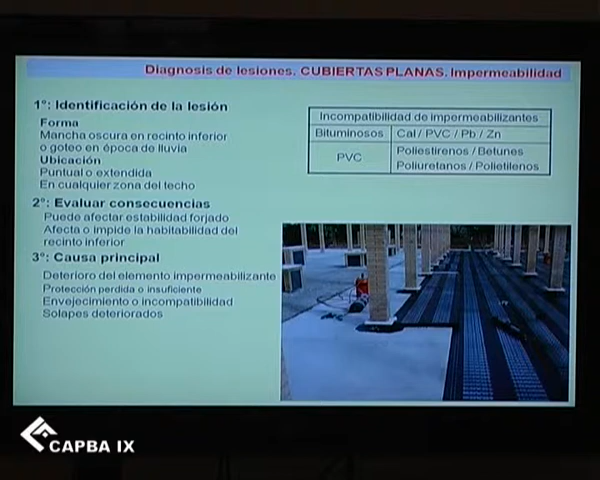 Diagnosis de lesiones. CUBIERTAS PLANAS. Impermeabilidad
1º: Identificación de la lesión
Forma
Mancha oscura en recinto inferior
o goteo en época de lluvia
Ubicación
Puntual o extendida
En cualquier zona del techo
2º: Evaluar consecuencias
Puede afectar estabilidad forjado
Afecta o impide la habitabilidad del
recinto inferior
3º: Causa principal
Deterioro del elemento impermeabilizante
Protección perdida o insuficiente
Envejecimiento o incompatibilidad
Solapes deteriorados
Incompatibilidad de impermeabilizantes
Bituminosos Cal / PVC / Pb / Zn
PVC Poliestirenos / Betunes
Poliuretanos / Polietilenos
CAPBA IX